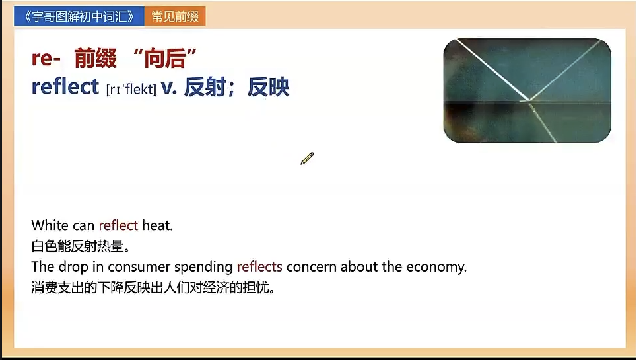 《宇哥图解初中词汇》 常见前缀
re- 前缀 “向后”
reflect [rɪˈflekt] v. 反射；反映
White can reflect heat.
白色能反射热量。
The drop in consumer spending reflects concern about the economy.
消费支出的下降反映出人们对经济的担忧。